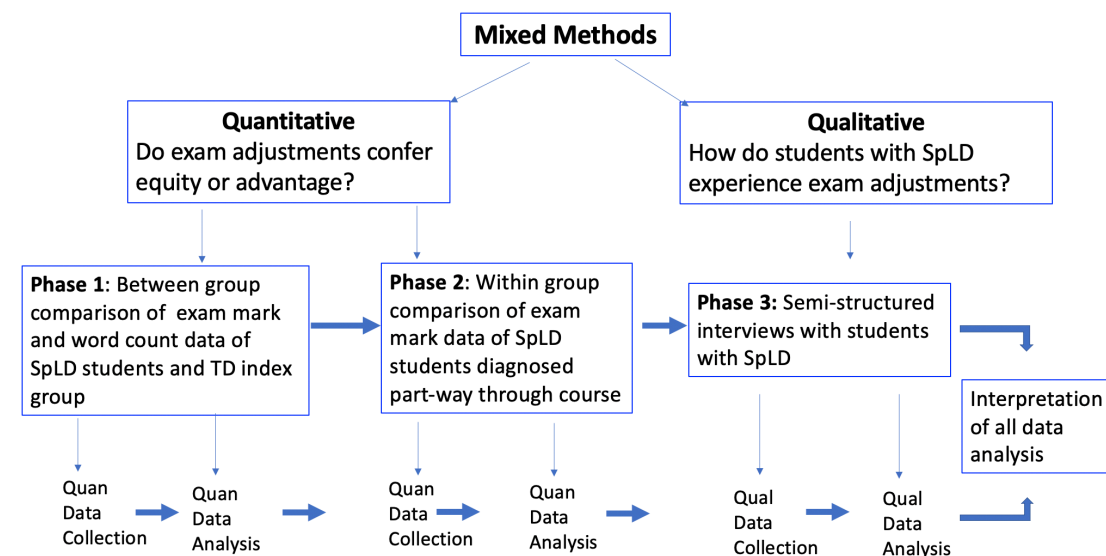 Mixed Methods
Quantitative
Do exam adjustments confer
equity or advantage?
Qualitative
How do students with SpLD
experience exam adjustments?
Phase 1: Between group
comparison of exam mark
and word count data of
SpLD students and TD index
group
Phase 2: Within group
comparison of exam
mark data of SpLD
students diagnosed
part-way through course
Phase 3: Semi-structured
interviews with students
with SpLD
Interpretation
of all data
analysis
Quan
Data
Collection
Quan
Data
Analysis
Quan
Data
Collection
Quan
Data
Analysis
Qual
Data
Collection
Qual
Data
Analysis